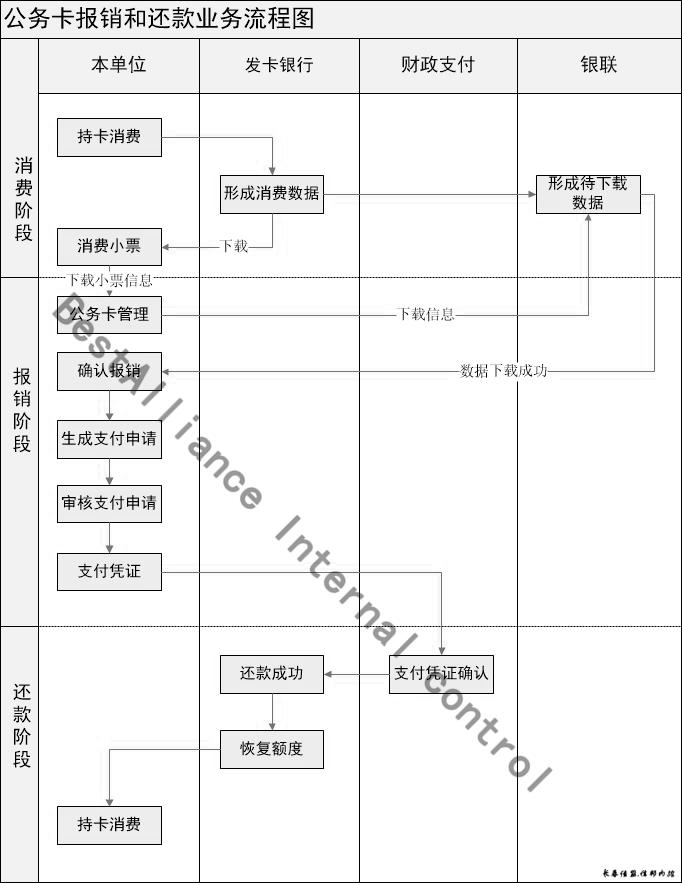 公务卡报销和还款业务流程图
本单位
发卡银行
财政支付
银联
消费阶段
持卡消费
形成消费数据
形成待下载
数据
消费小票
下载
下载小票信息
报销阶段
公务卡管理
下载信息
确认报销
数据下载成功
生成支付申请
审核支付申请
支付凭证
还款阶段
还款成功
支付凭证确认
恢复额度
持卡消费
BestAlliance Internal control